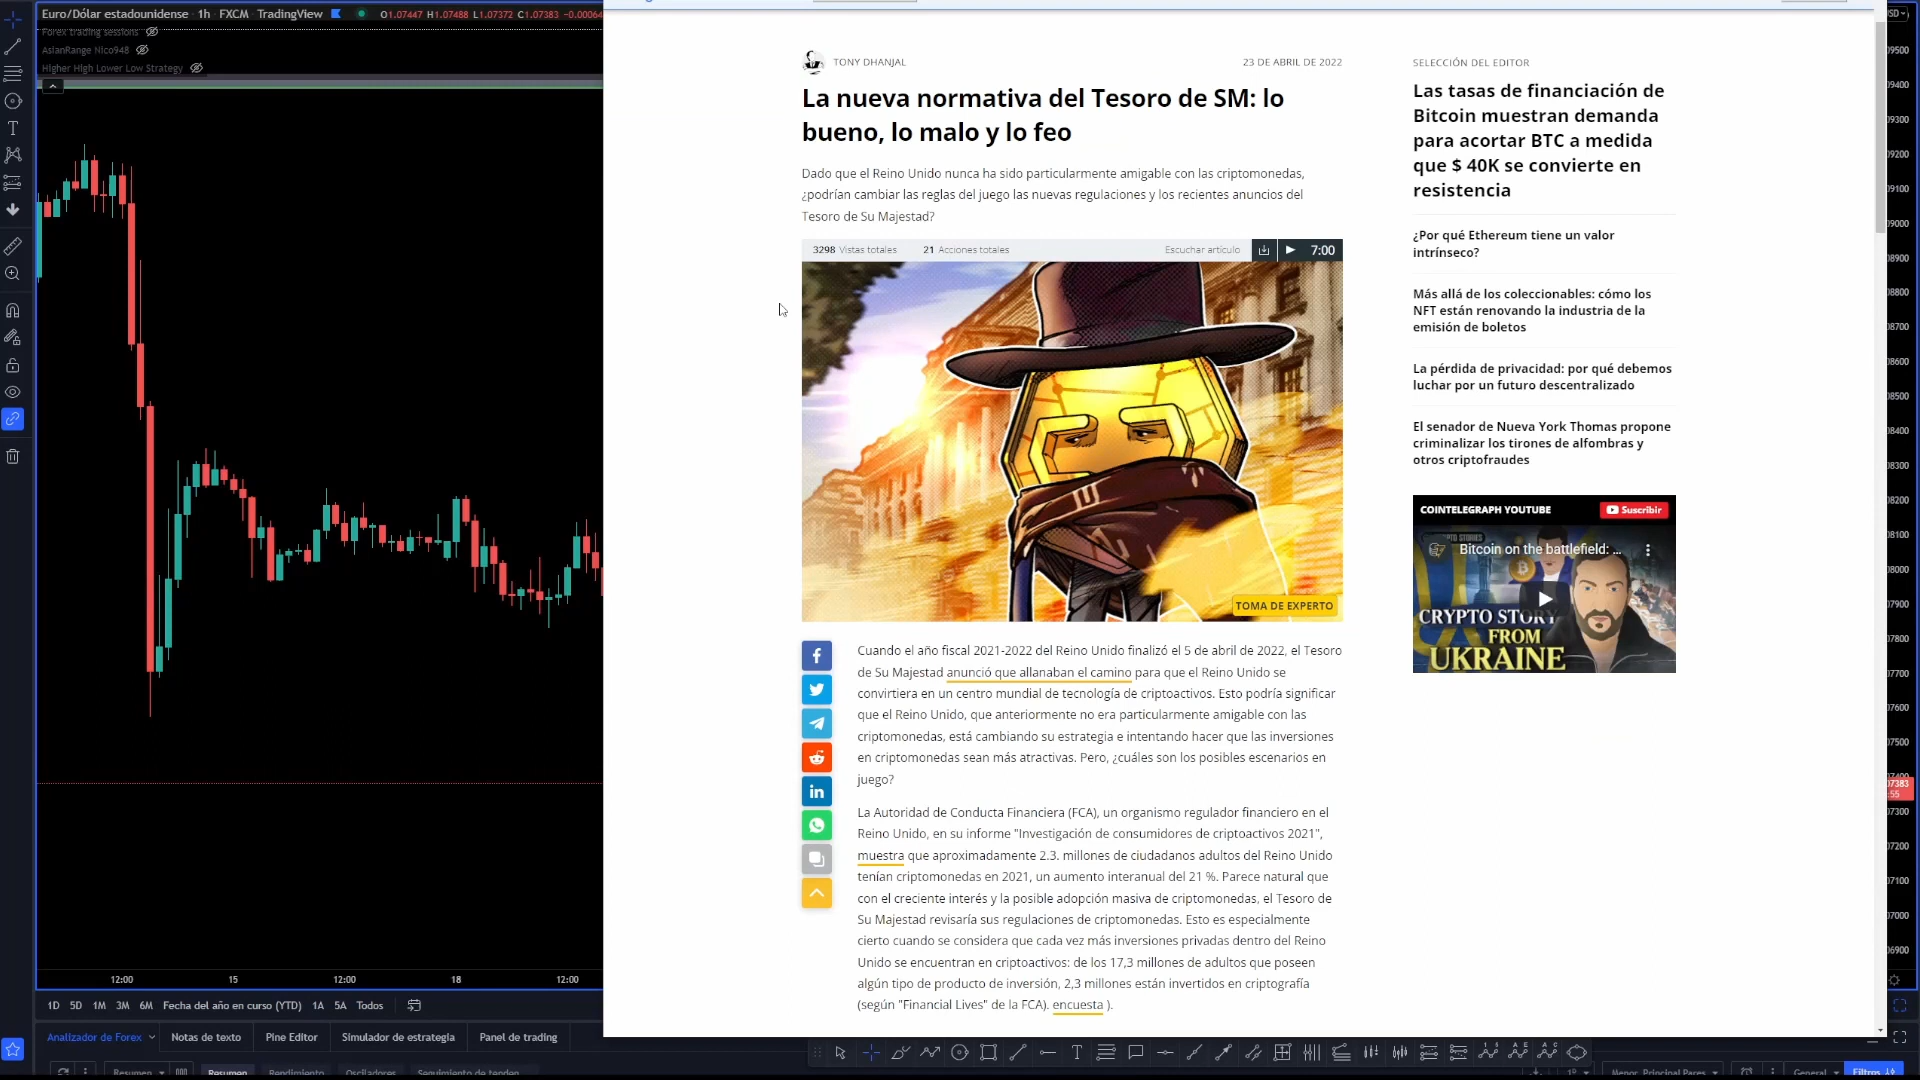 Euro/Dólar estadounidense · 1h · FXCM · TradingView
O1.07447 H1.07488 L1.07372 C1.07383 −0.00064
Forex trading sessions
AsianRange Nico948
Higher High Lower Low Strategy
12:00 15 12:00 18 12:00
1D 5D 1M 3M 6M Fecha del año en curso (YTD) 1A 5A Todos
Analizador de Forex Notas de texto Pine Editor Simulador de estrategia Panel de trading
Resumen Resumen Rendimiento Osciladores
TONY DHANJAL
23 DE ABRIL DE 2022
La nueva normativa del Tesoro de SM: lo
bueno, lo malo y lo feo
Dado que el Reino Unido nunca ha sido particularmente amigable con las criptomonedas,
¿podrían cambiar las reglas del juego las nuevas regulaciones y los recientes anuncios del
Tesoro de Su Majestad?
3298 Vistas totales 21 Acciones totales Escuchar artículo 7:00
TOMA DE EXPERTO
Cuando el año fiscal 2021-2022 del Reino Unido finalizó el 5 de abril de 2022, el Tesoro
de Su Majestad anunció que allanaban el camino para que el Reino Unido se
convirtiera en un centro mundial de tecnología de criptoactivos. Esto podría significar
que el Reino Unido, que anteriormente no era particularmente amigable con las
criptomonedas, está cambiando su estrategia e intentando hacer que las inversiones
en criptomonedas sean más atractivas. Pero, ¿cuáles son los posibles escenarios en
juego?
La Autoridad de Conducta Financiera (FCA), un organismo regulador financiero en el
Reino Unido, en su informe "Investigación de consumidores de criptoactivos 2021",
muestra que aproximadamente 2.3. millones de ciudadanos adultos del Reino Unido
tenían criptomonedas en 2021, un aumento interanual del 21 %. Parece natural que
con el creciente interés y la posible adopción masiva de criptomonedas, el Tesoro de
Su Majestad revisaría sus regulaciones de criptomonedas. Esto es especialmente
cierto cuando se considera que cada vez más inversiones privadas dentro del Reino
Unido se encuentran en criptoactivos: de los 17,3 millones de adultos que poseen
algún tipo de producto de inversión, 2,3 millones están invertidos en criptografía
(según "Financial Lives" de la FCA). encuesta ).
SELECCIÓN DEL EDITOR
Las tasas de financiación de
Bitcoin muestran demanda
para acortar BTC a medida
que $ 40K se convierte en
resistencia
¿Por qué Ethereum tiene un valor
intrínseco?
Más allá de los coleccionables: cómo los
NFT están renovando la industria de la
emisión de boletos
La pérdida de privacidad: por qué debemos
luchar por un futuro descentralizado
El senador de Nueva York Thomas propone
criminalizar los tirones de alfombras y
otros criptofraudes
COINTELEGRAPH YOUTUBE Suscribir
Bitcoin on the battlefield: ...
CRYPTO STORY
FROM
UKRAINE
General Filtros